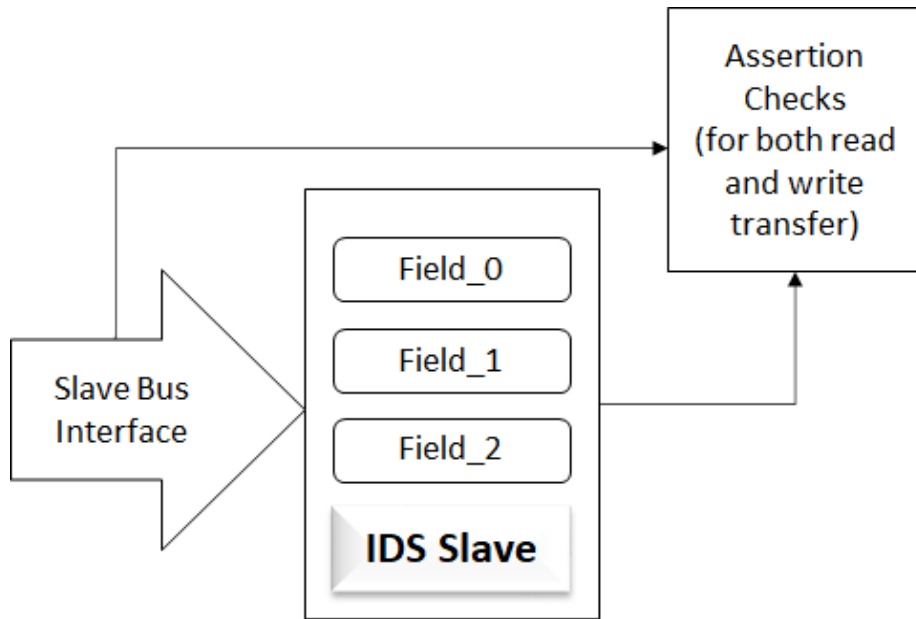 Assertion
Checks
(for both read
and write
transfer)
Field_0
Field_1
Field_2
IDS Slave
Slave Bus
Interface